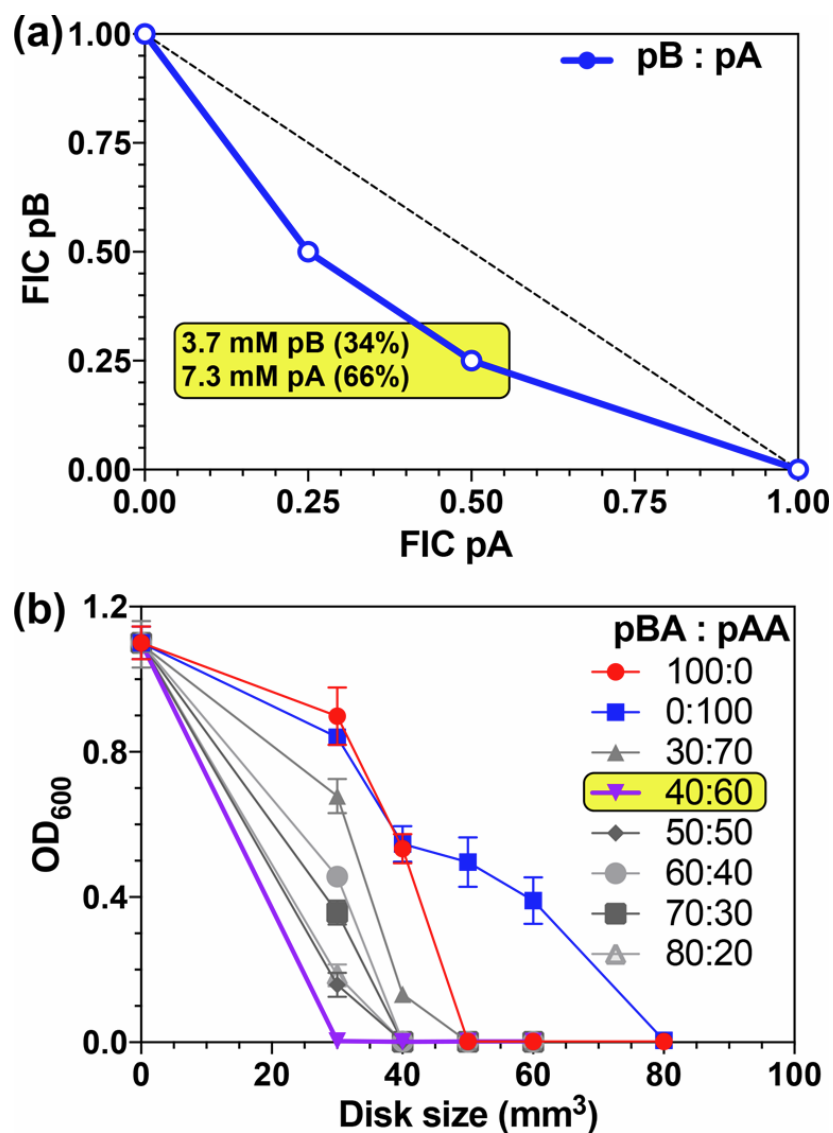 (a)
1.00
0.75
0.50
0.25
0.00
FIC pB
pB : pA
3.7 mM pB (34%)
7.3 mM pA (66%)
0.00 0.25 0.50 0.75 1.00
FIC pA
(b)
1.2
0.8
0.4
0.0
OD600
pBA : pAA
100:0
0:100
30:70
40:60
50:50
60:40
70:30
80:20
0 20 40 60 80 100
Disk size (mm³)